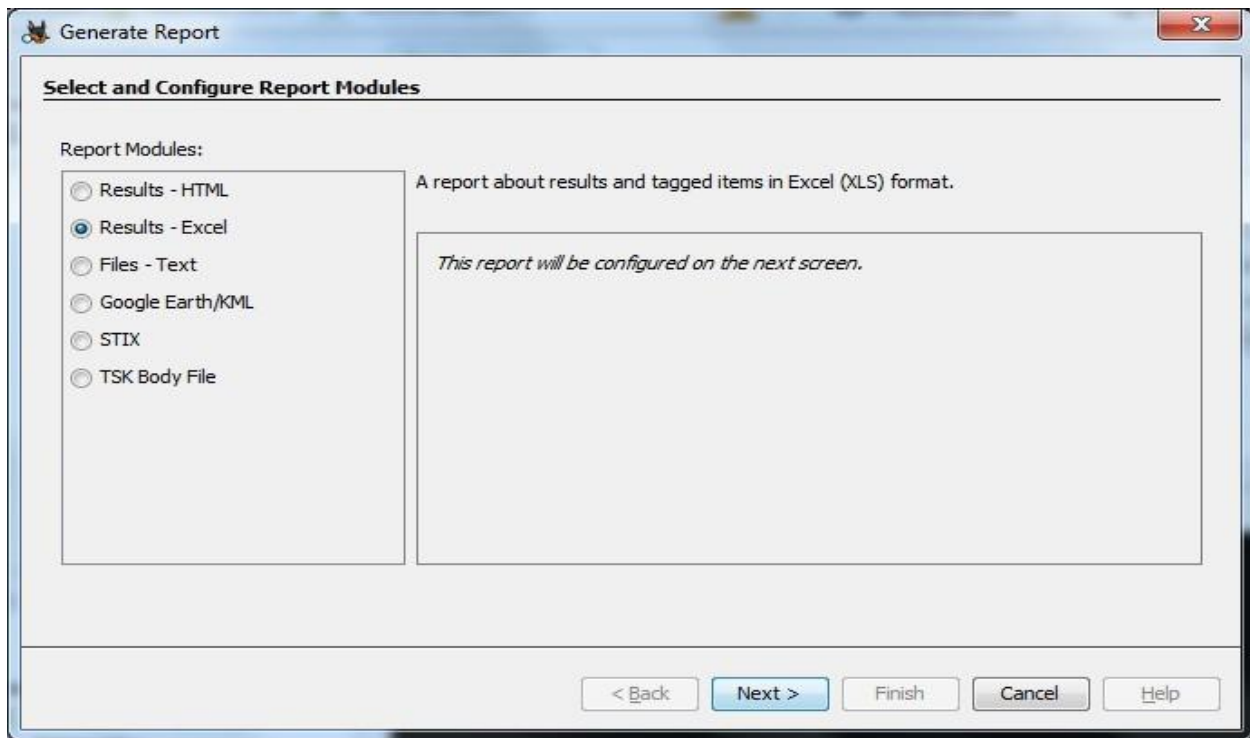 Generate Report
Select and Configure Report Modules
Report Modules:
Results - HTML
Results - Excel
Files - Text
Google Earth/KML
STIX
TSK Body File
A report about results and tagged items in Excel (XLS) format.
This report will be configured on the next screen.
< Back
Next >
Finish
Cancel
Help